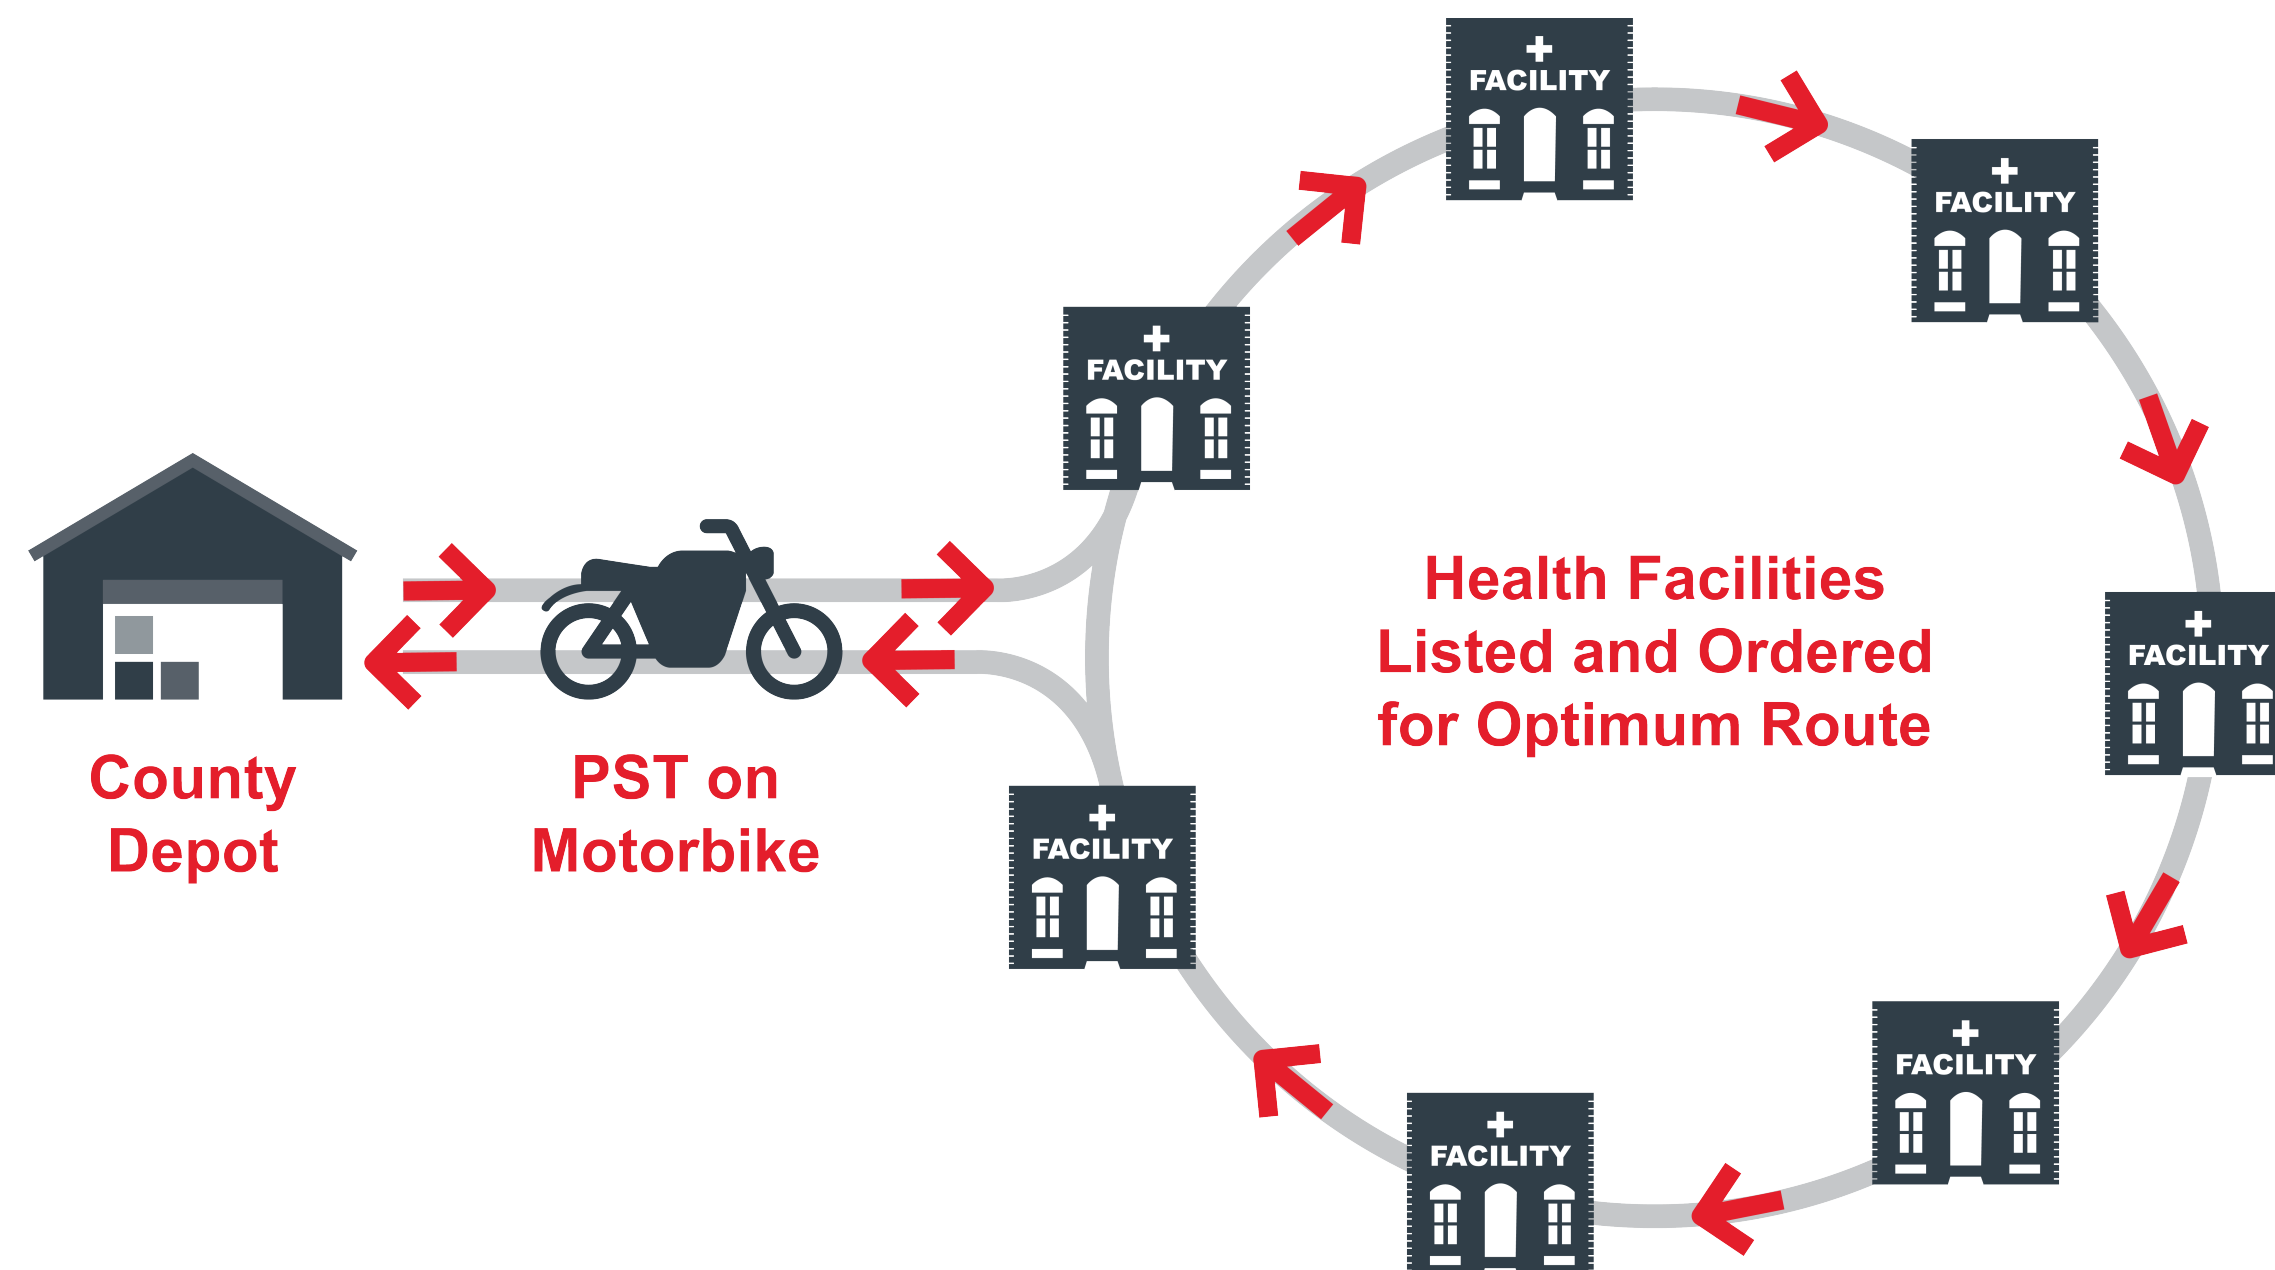 FACILITY
FACILITY
FACILITY
FACILITY
Health Facilities
Listed and Ordered
for Optimum Route
County
Depot
PST on
Motorbike
FACILITY
FACILITY
FACILITY